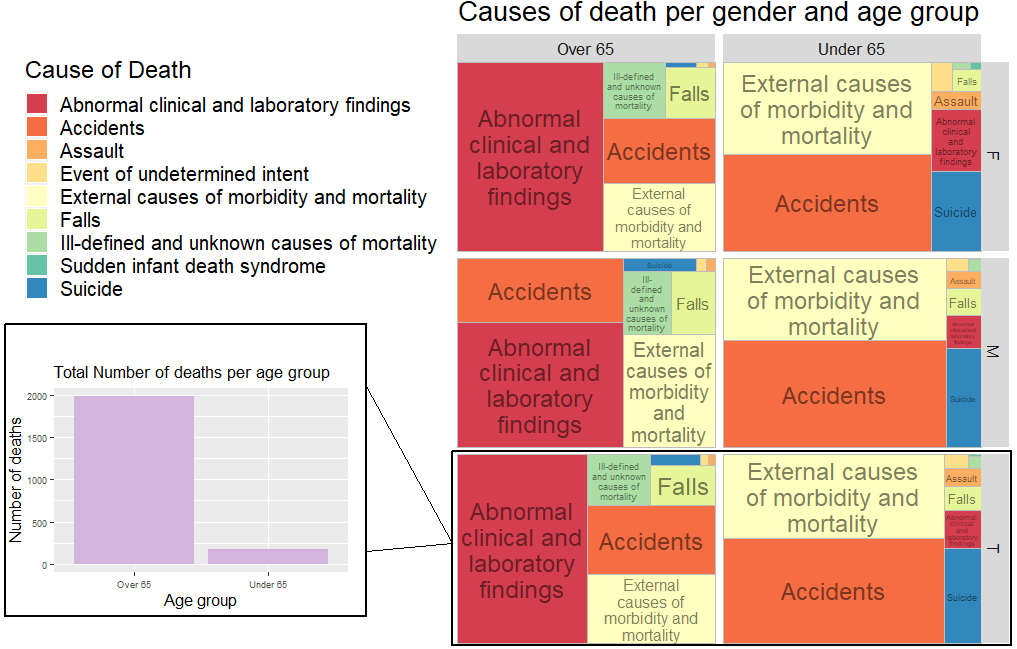 Causes of death per gender and age group
Cause of Death
Abnormal clinical and laboratory findings
Accidents
Assault
Event of undetermined intent
External causes of morbidity and mortality
Falls
Ill-defined and unknown causes of mortality
Sudden infant death syndrome
Suicide
Total Number of deaths per age group
Number of deaths
2000
1500
1000
500
0
Over 65
Under 65
Age group
Over 65
Under 65
Abnormal
clinical and
laboratory
findings
Ill-defined
and unknown
causes of
mortality
Falls
Accidents
External
causes of
morbidity and
mortality
External causes
of morbidity and
mortality
Accidents
Falls
Assault
Abnormal
clinical
and
laboratory
findings
Suicide
F
Accidents
Abnormal
clinical and
laboratory
findings
Suicide
Ill-
defined
and
unknown
causes of
mortality
Falls
External
causes of
morbidity
and
mortality
External causes
of morbidity and
mortality
Accidents
Assault
Falls
Abnormal
clinical and
laboratory
findings
Suicide
M
Abnormal
clinical and
laboratory
findings
Ill-defined
and unknown
causes of
mortality
Falls
Accidents
External
causes of
morbidity and
mortality
External causes
of morbidity and
mortality
Accidents
Assault
Falls
Abnormal
clinical
and
laboratory
findings
Suicide
T